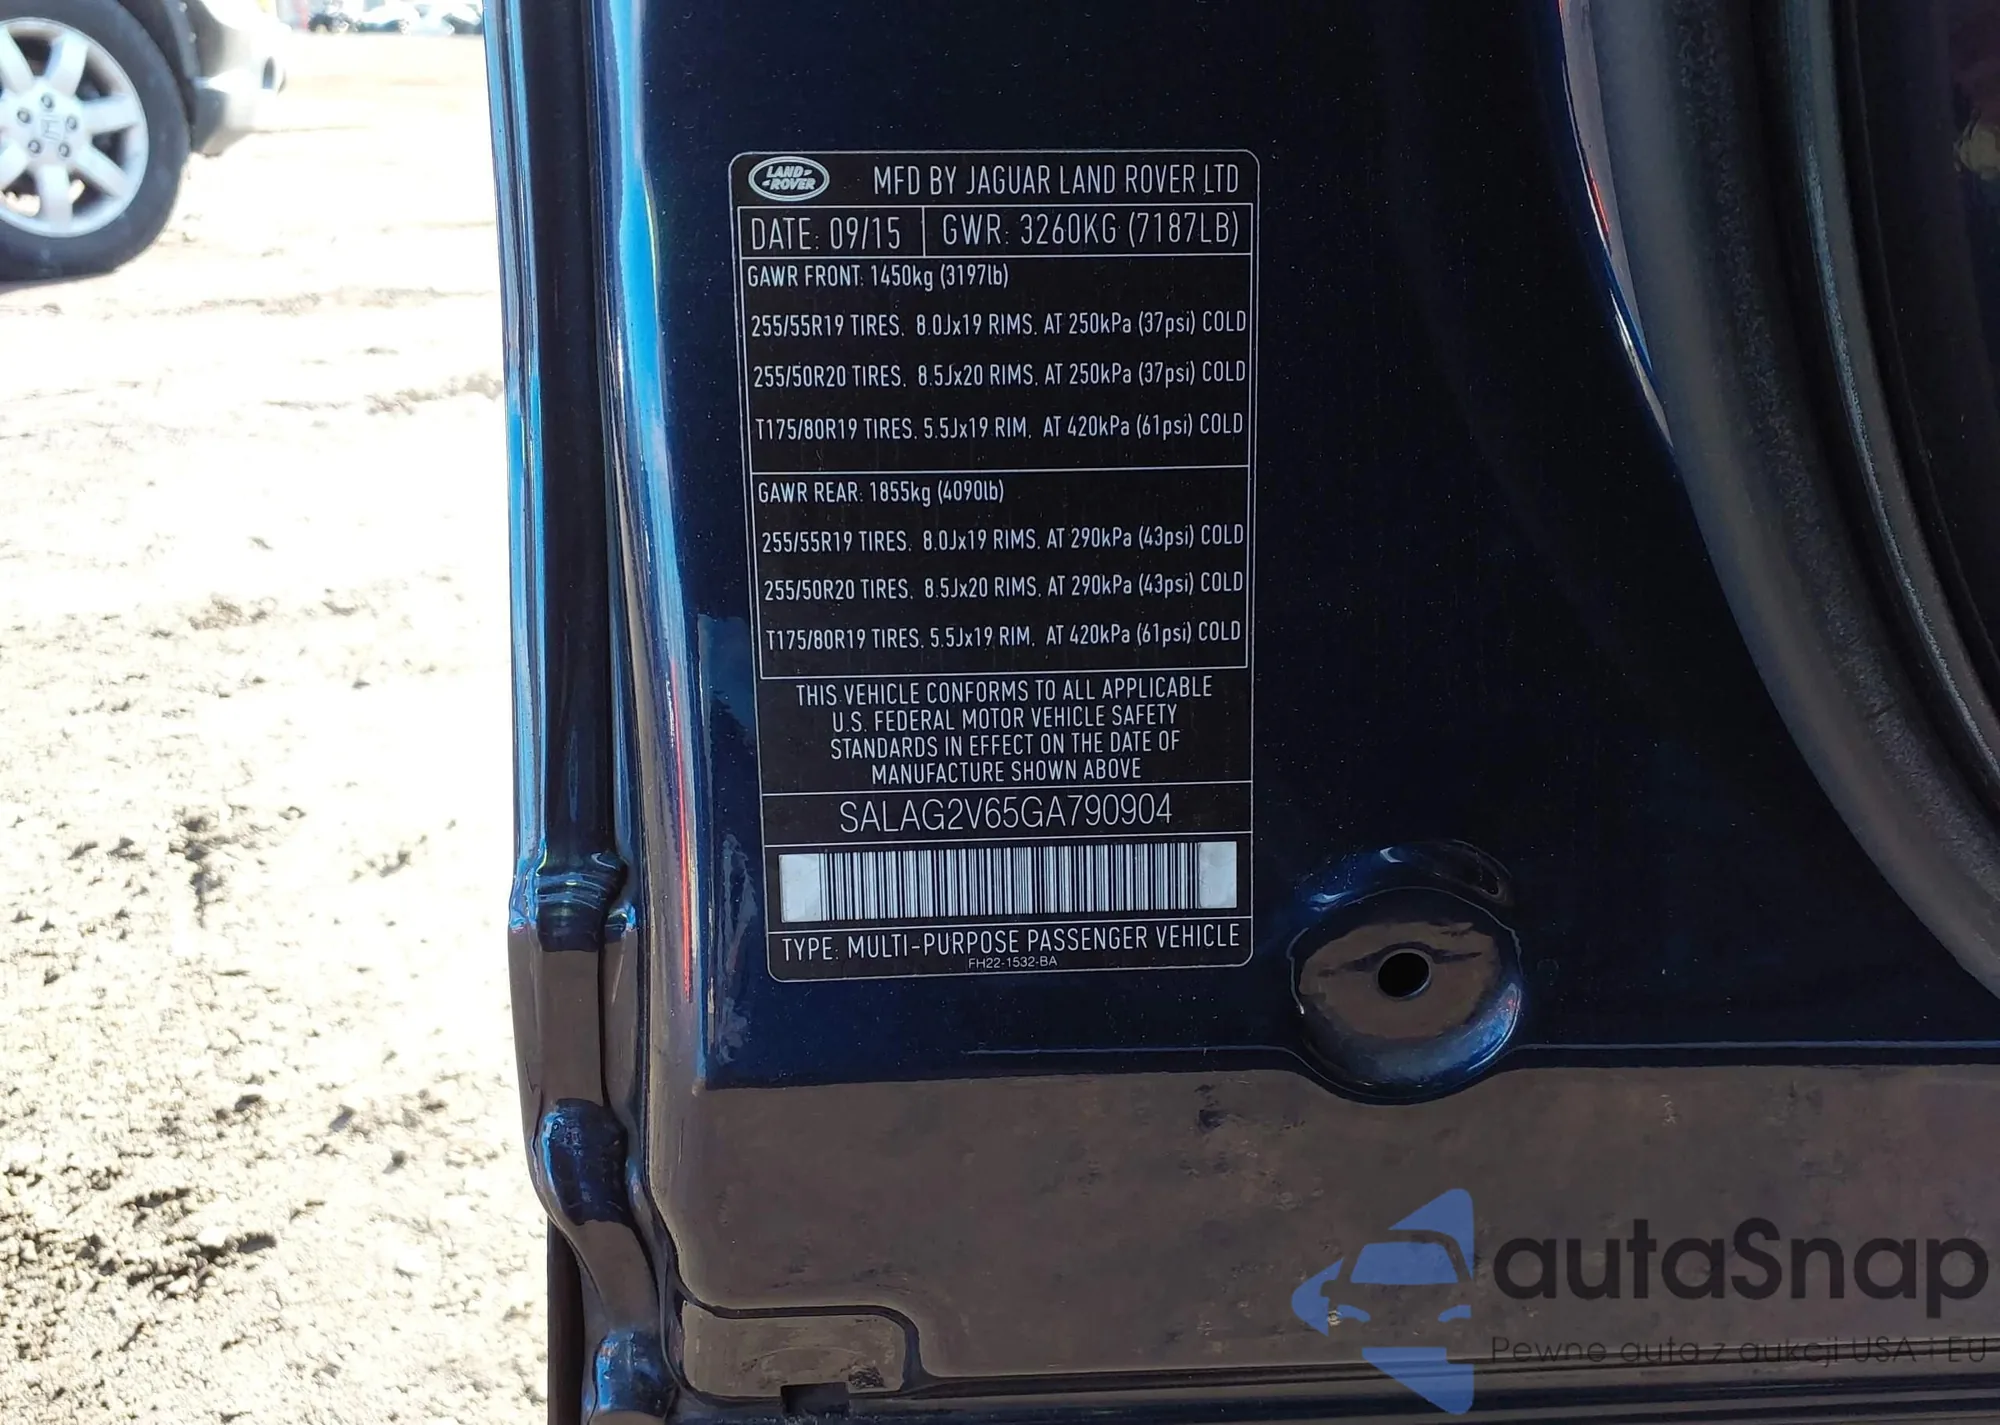 LAND ROVER
MFD BY JAGUAR LAND ROVER LTD
DATE: 09/15 GWR: 3260KG (7187LB)
GAWR FRONT: 1450kg (3197lb)
255/55R19 TIRES, 8.0Jx19 RIMS, AT 250kPa (37psi) COLD
255/50R20 TIRES, 8.5Jx20 RIMS, AT 250kPa (37psi) COLD
T175/80R19 TIRES, 5.5Jx19 RIM, AT 420kPa (61psi) COLD
GAWR REAR: 1855kg (4090lb)
255/55R19 TIRES, 8.0Jx19 RIMS, AT 290kPa (43psi) COLD
255/50R20 TIRES, 8.5Jx20 RIMS, AT 290kPa (43psi) COLD
T175/80R19 TIRES, 5.5Jx19 RIM, AT 420kPa (61psi) COLD
THIS VEHICLE CONFORMS TO ALL APPLICABLE
U.S. FEDERAL MOTOR VEHICLE SAFETY
STANDARDS IN EFFECT ON THE DATE OF
MANUFACTURE SHOWN ABOVE
SALAG2V65GA790904
TYPE: MULTI-PURPOSE PASSENGER VEHICLE
FH22-1532-BA
autaSnap
Pewne auta z aukcji USA i EU